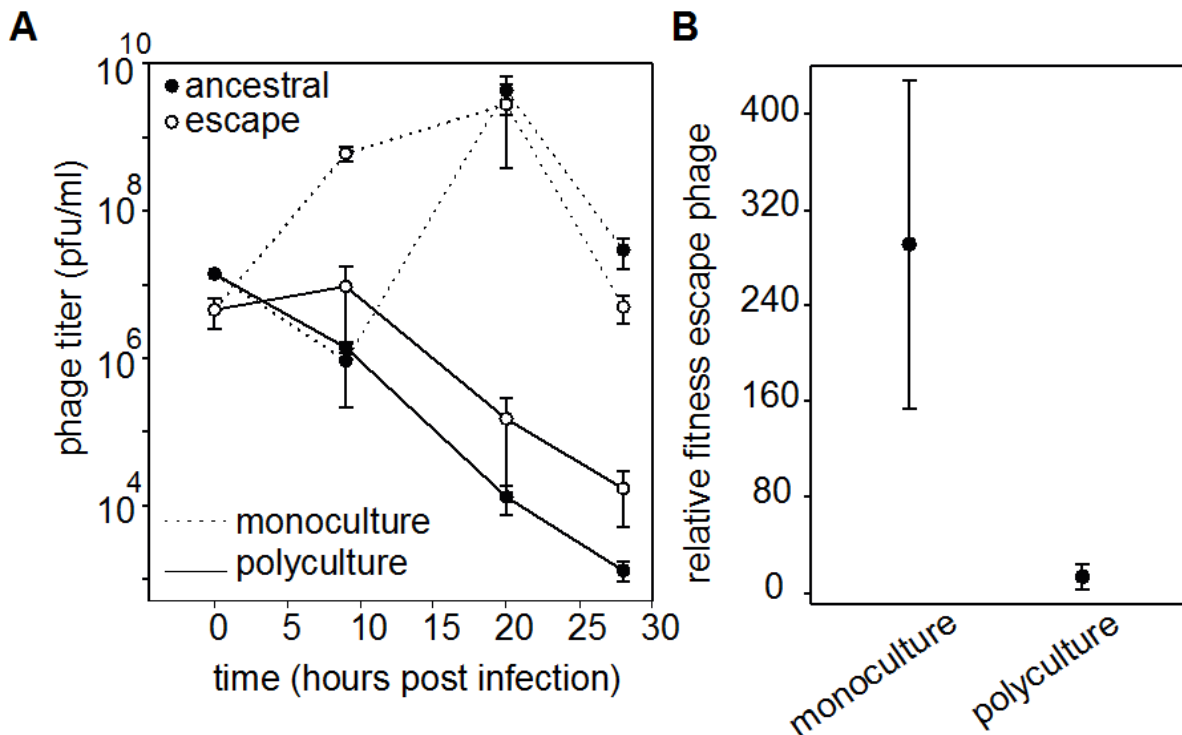 A
10
10
ancestral
escape
8
10
6
10
4
10
monoculture
polyculture
0 5 10 15 20 25 30
time (hours post infection)
phage titer (pfu/ml)
B
400
320
240
160
80
0
relative fitness escape phage
monoculture
polyculture